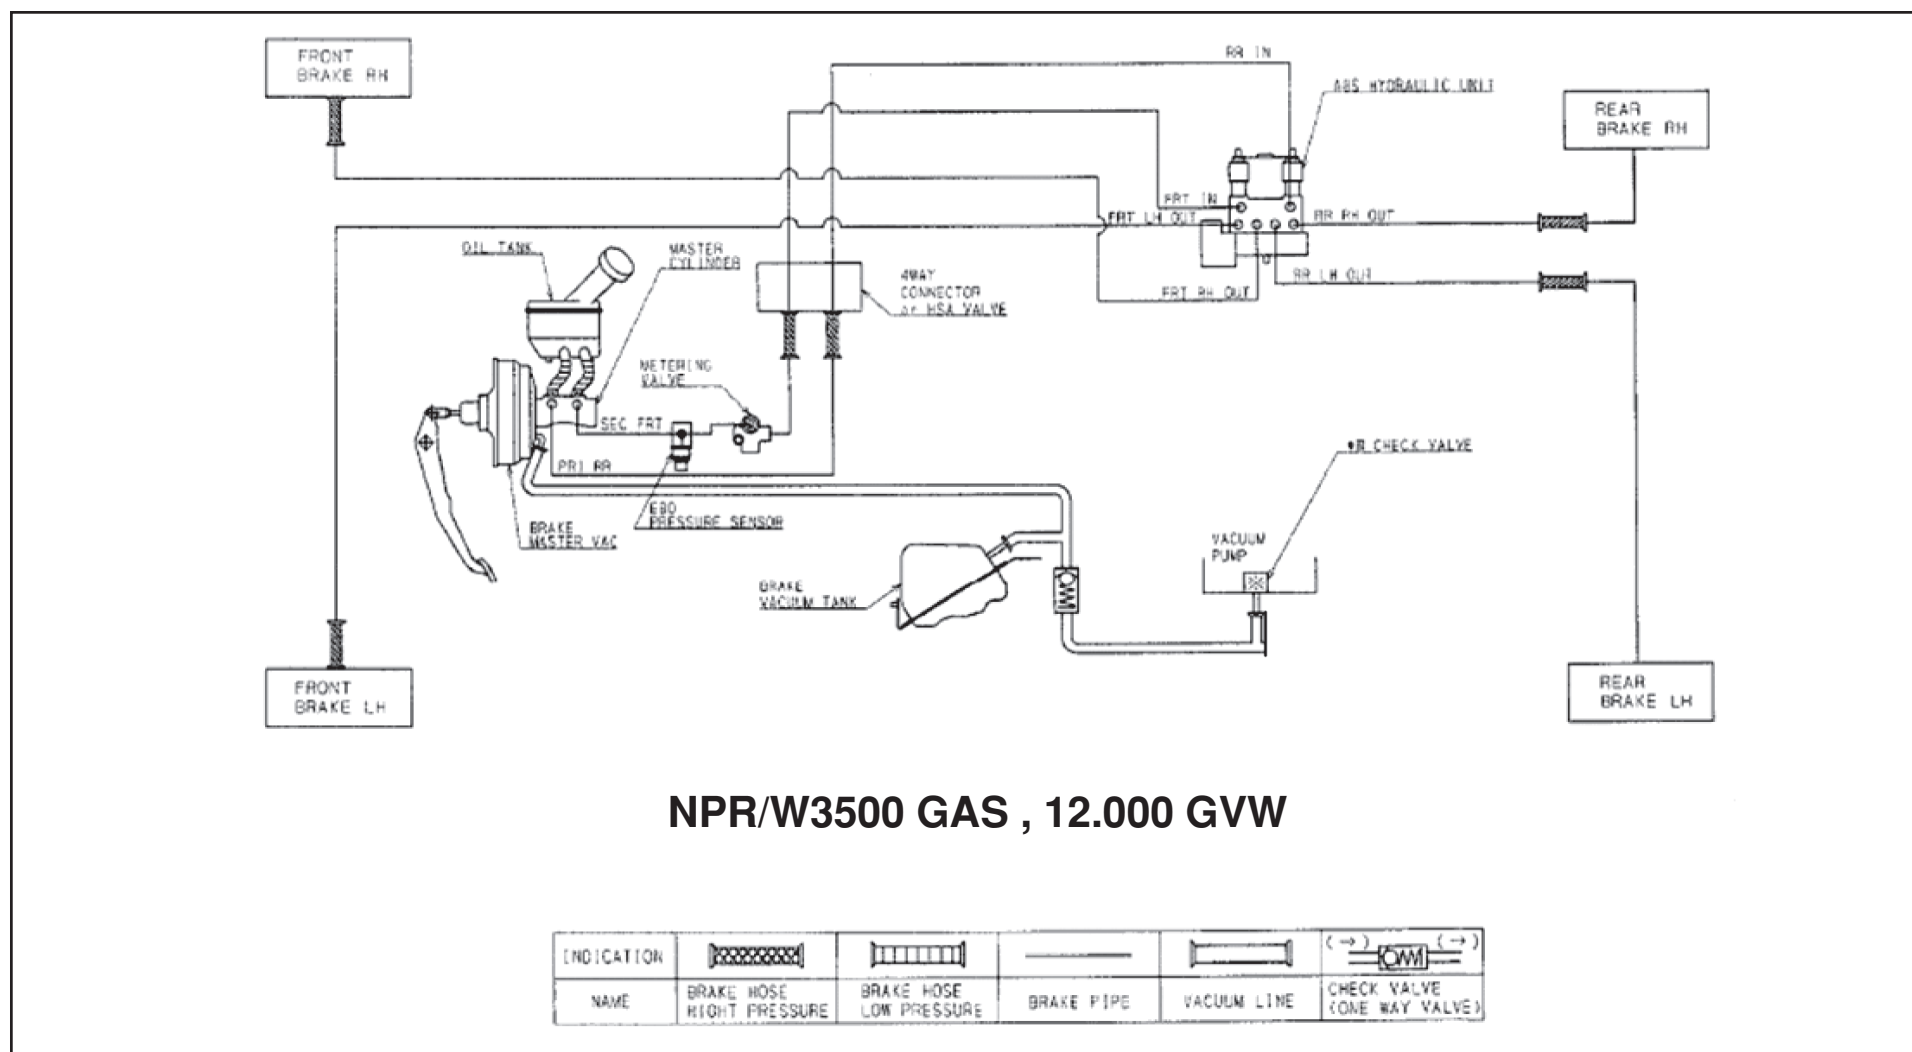 FRONT
BRAKE RH
RR IN
ABS HYDRAULIC UNIT
REAR
BRAKE RH
FRT IN
FRT LH OUT
RR RH OUT
OIL TANK
MASTER
CYLINDER
4WAY
CONNECTOR
or HSA VALVE
RR LH OUT
FRT RH OUT
METERING
VALVE
SEC FRT
PRI RR
CHECK VALVE
EBD
PRESSURE SENSOR
BRAKE
MASTER VAC
VACUUM
PUMP
BRAKE
VACUUM TANK
FRONT
BRAKE LH
REAR
BRAKE LH
NPR/W3500 GAS , 12.000 GVW
INDICATION
(→) (→)
NAME
BRAKE HOSE
HIGHT PRESSURE
BRAKE HOSE
LOW PRESSURE
BRAKE PIPE
VACUUM LINE
CHECK VALVE
(ONE WAY VALVE)